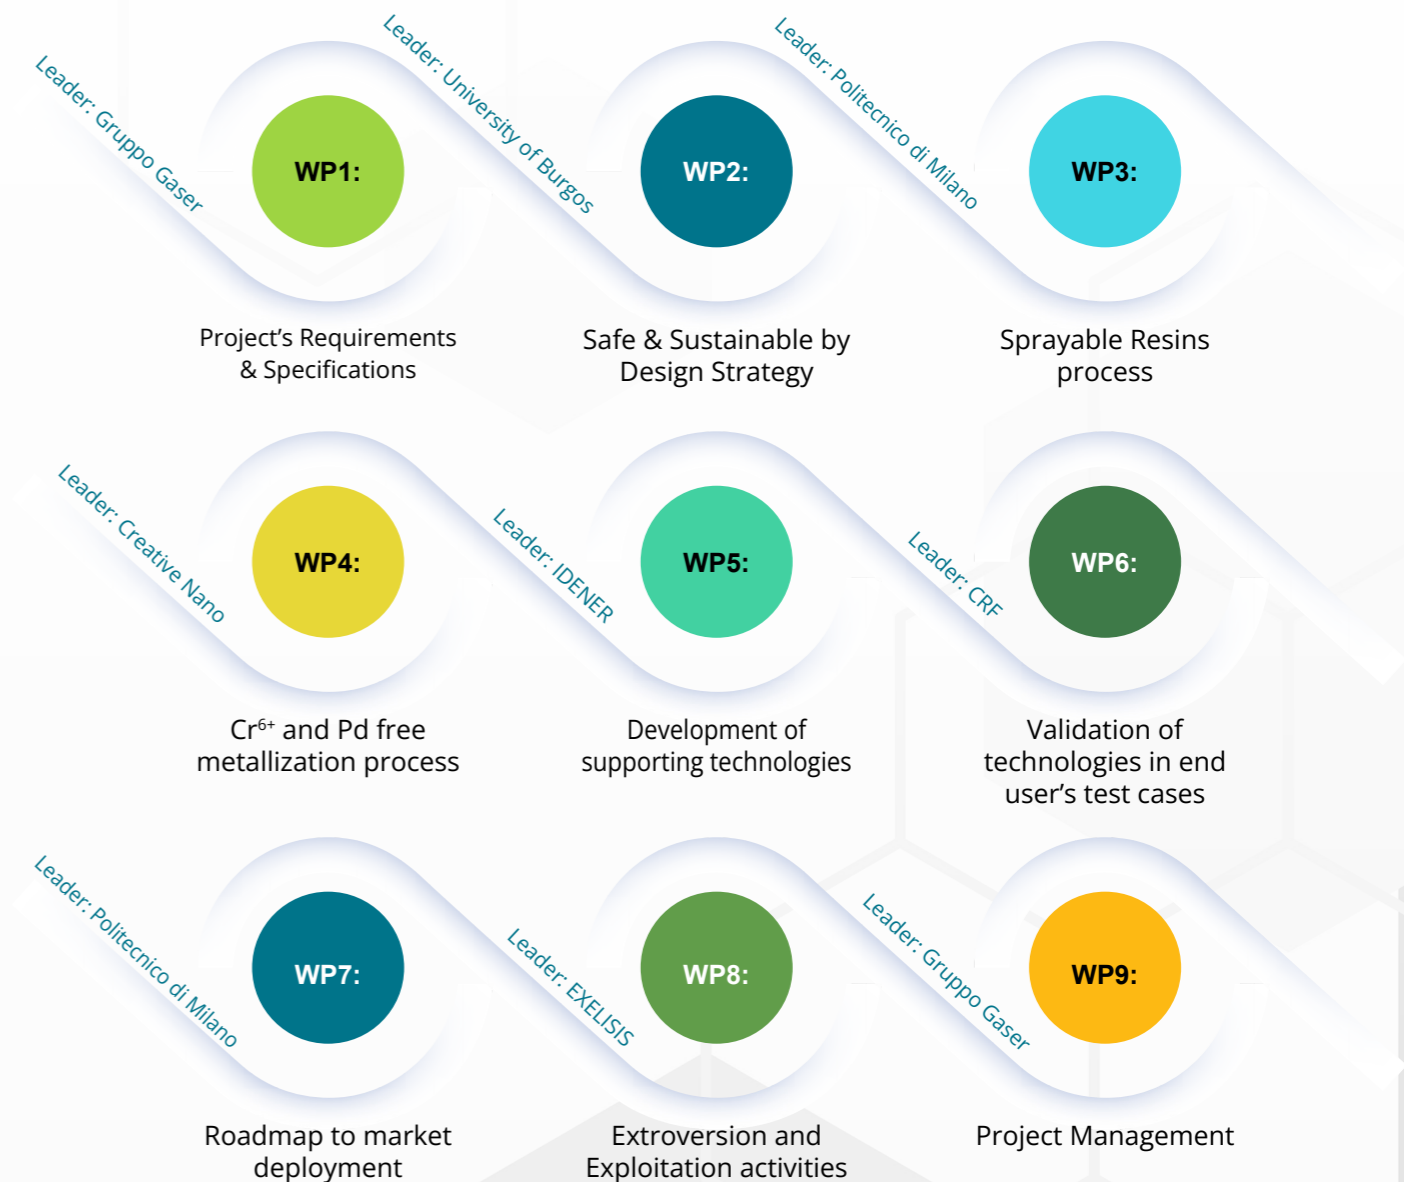 Leader: Gruppo Gaser
WP1:
Project's Requirements
& Specifications
Leader: University of Burgos
WP2:
Safe & Sustainable by
Design Strategy
Leader: Politecnico di Milano
WP3:
Sprayable Resins
process
Leader: Creative Nano
WP4:
Cr⁶⁺ and Pd free
metallization process
Leader: IDENER
WP5:
Development of
supporting technologies
Leader: CRF
WP6:
Validation of
technologies in end
user's test cases
Leader: Politecnico di Milano
WP7:
Roadmap to market
deployment
Leader: EXELISIS
WP8:
Extroversion and
Exploitation activities
Leader: Gruppo Gaser
WP9:
Project Management